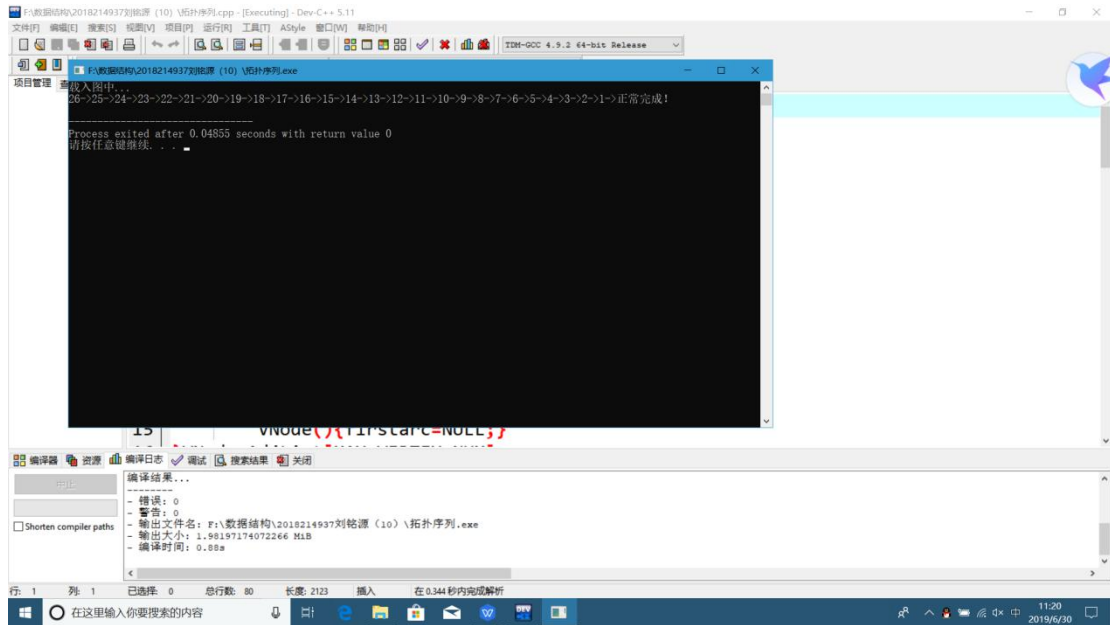 F:\数据结构\2018214937刘铭源 (10) \拓扑序列.cpp - [Executing] - Dev-C++ 5.11
文件[F] 编辑[E] 搜索[S] 视图[V] 项目[P] 运行[R] 工具[T] AStyle 窗口[W] 帮助[H]
TDM-GCC 4.9.2 64-bit Release
F:\数据结构\2018214937刘铭源 (10) \拓扑序列.exe
项目管理 查
载入图中...
26->25->24->23->22->21->20->19->18->17->16->15->14->13->12->11->10->9->8->7->6->5->4->3->2->1->正常完成!
--------------------------------
Process exited after 0.04855 seconds with return value 0
请按任意键继续. . .
15 VNode(){firstarc=NULL;}
编译器 资源 编译日志 调试 搜索结果 关闭
中止
Shorten compiler paths
编译结果...
--------
- 错误: 0
- 警告: 0
- 输出文件名: F:\数据结构\2018214937刘铭源 (10) \拓扑序列.exe
- 输出大小: 1.98197174072266 MiB
- 编译时间: 0.88s
行: 1 列: 1 已选择: 0 总行数: 80 长度: 2123 插入 在 0.344 秒内完成解析
在这里输入你要搜索的内容
DEV
中
11:20
2019/6/30